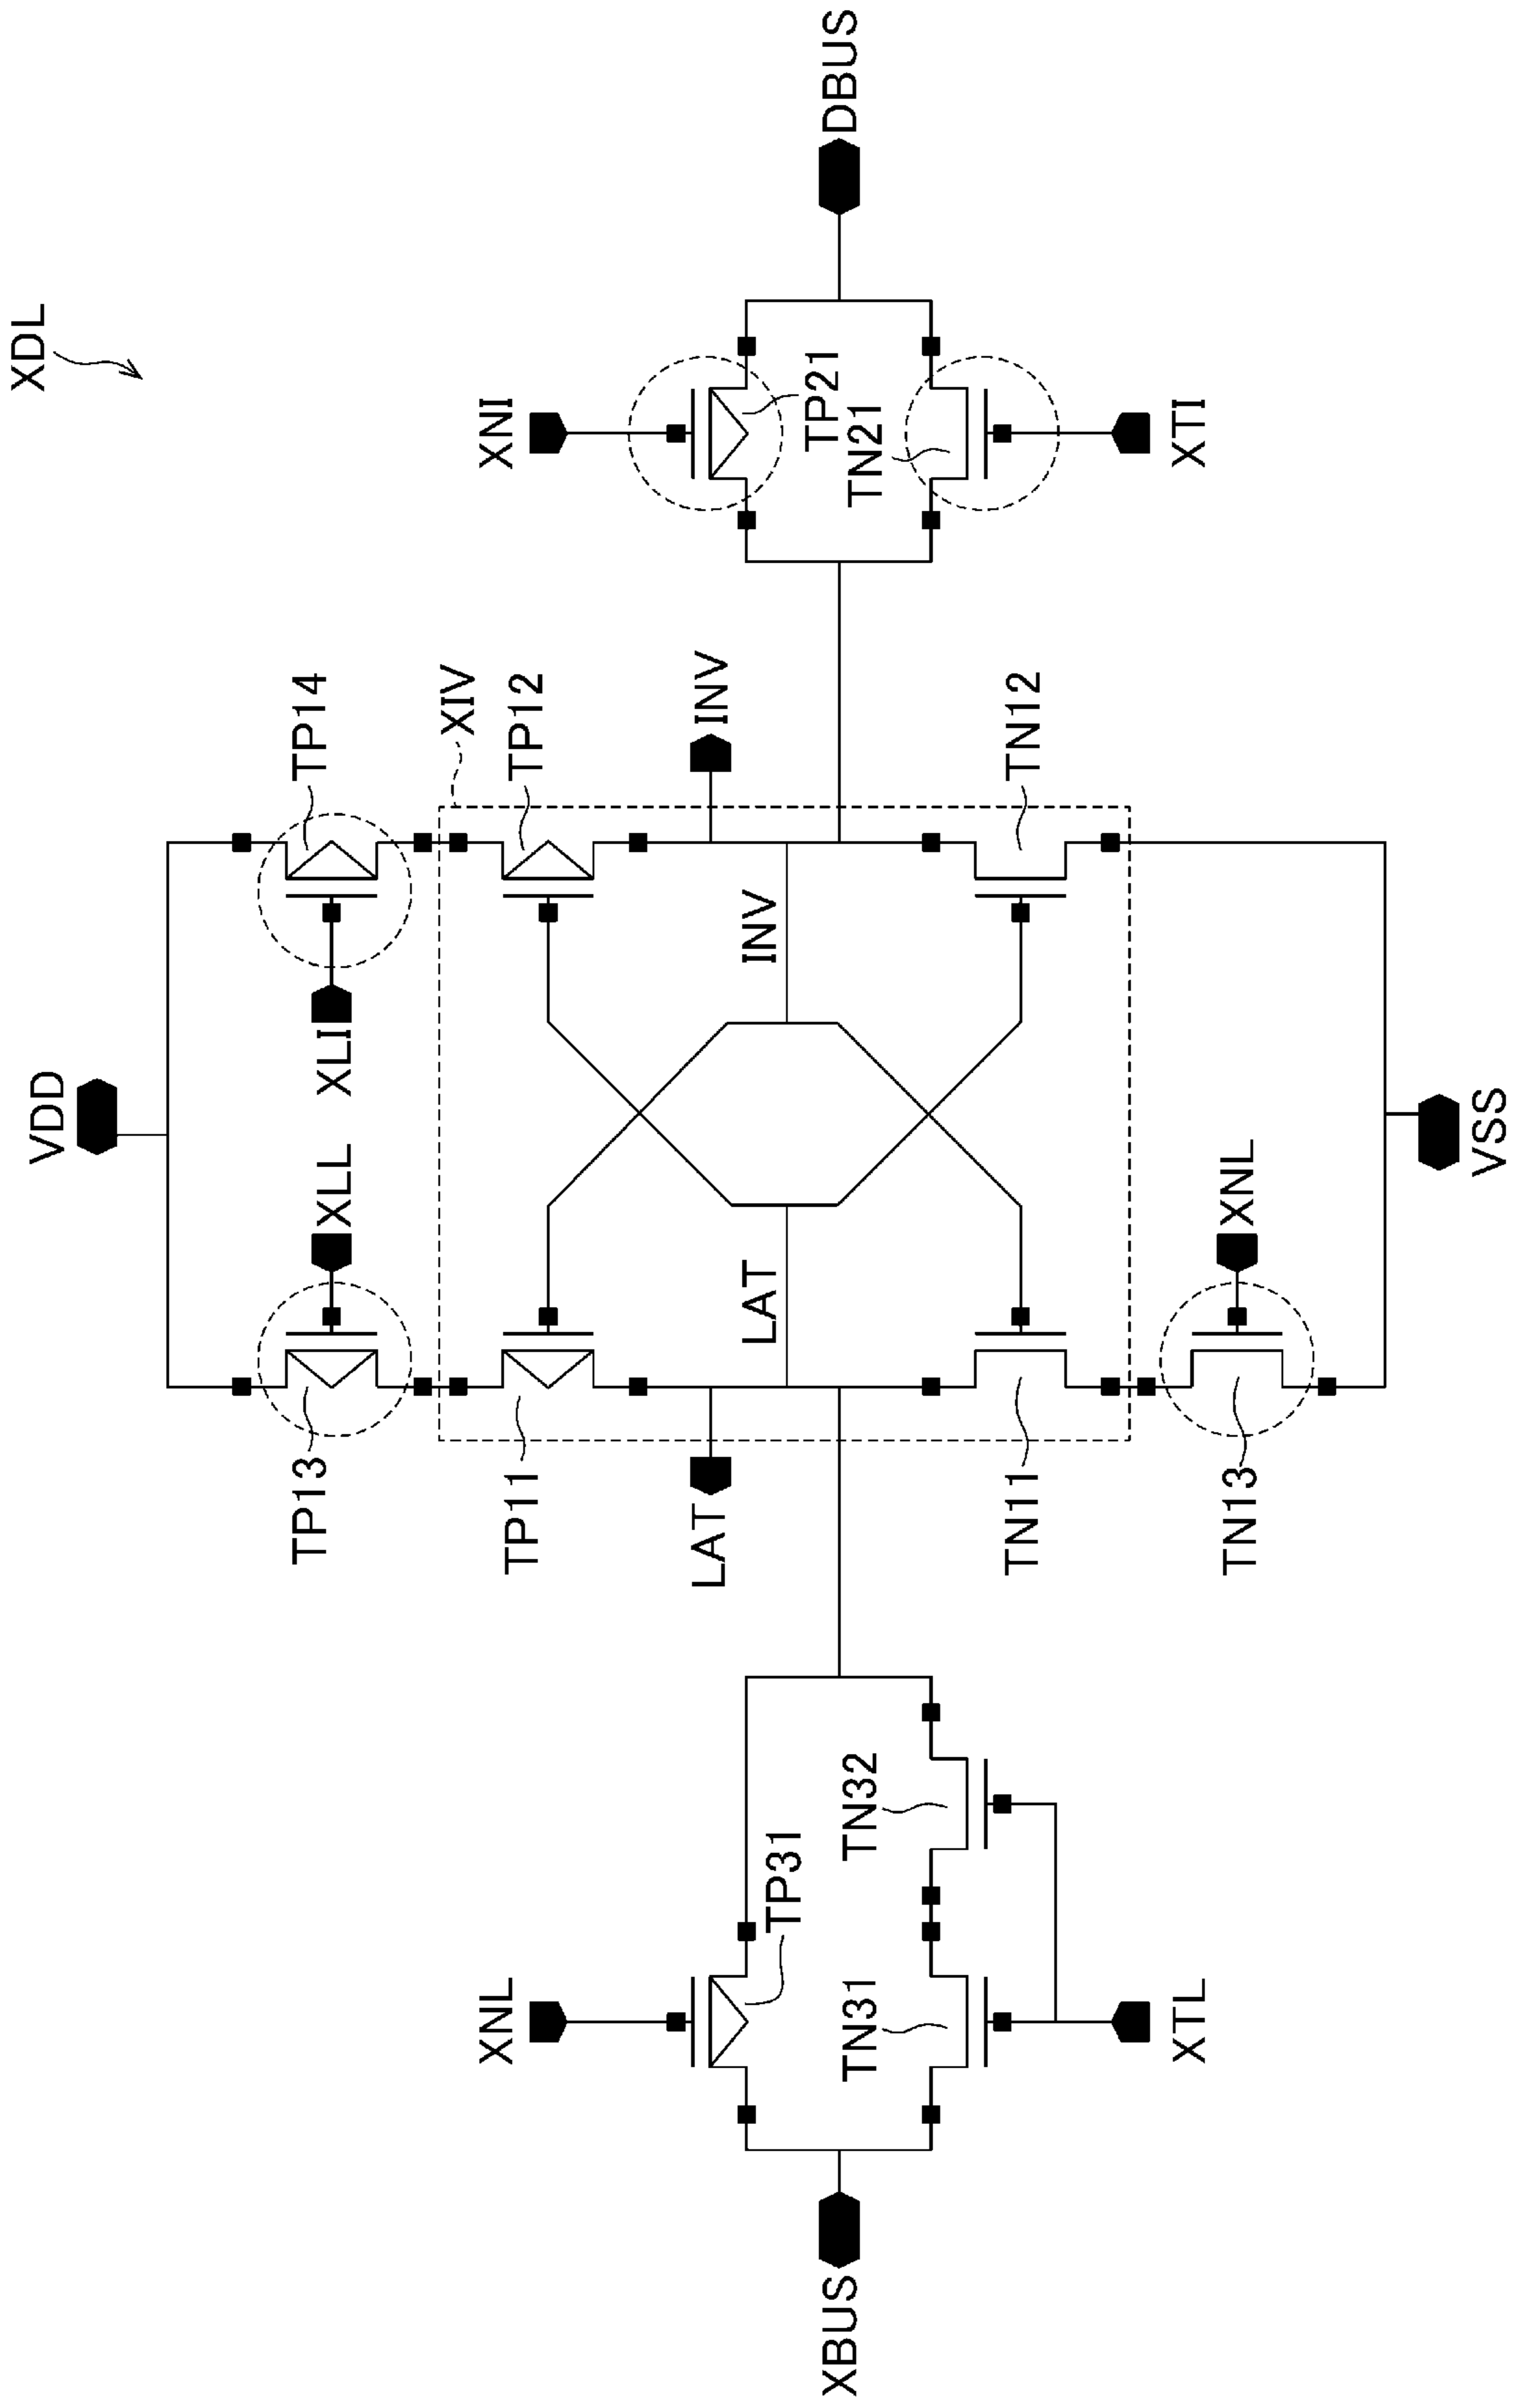 XDL
VDD
XLL
XLI
TP13
TP14
XIV
TP11
TP12
XNL
XNI
LAT
INV
LAT
INV
TP31
TP21
XBUS
DBUS
TN31
TN32
TN21
TN11
TN12
XTL
XTI
TN13
XNL
VSS